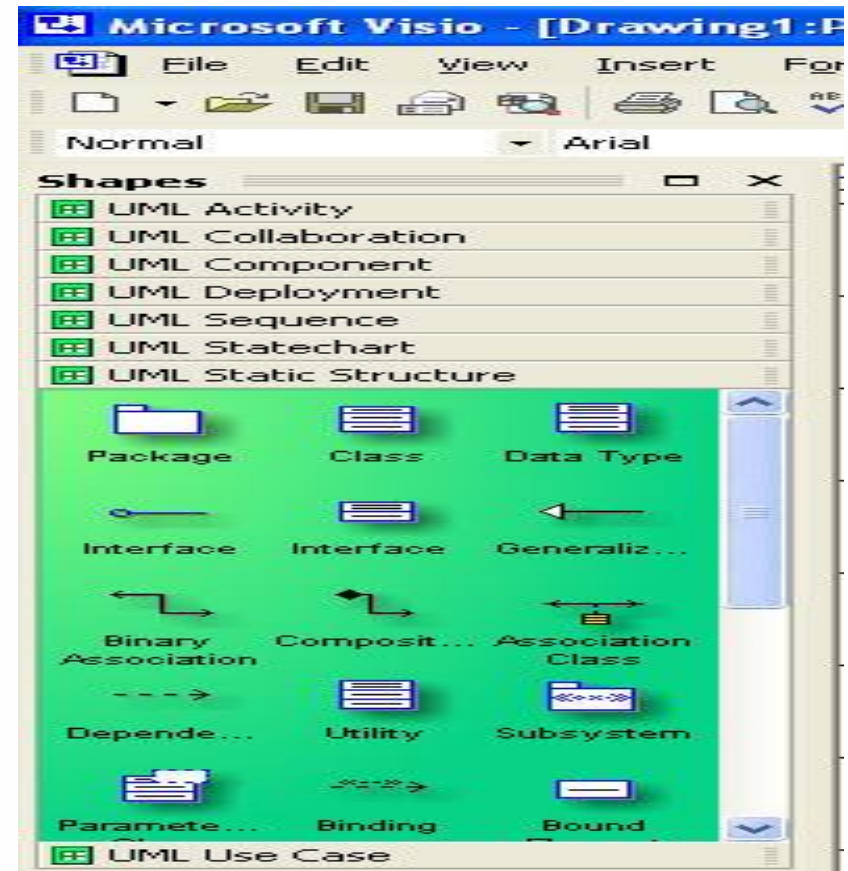 Microsoft Visio - [Drawing1:P
File Edit View Insert For
Normal Arial
Shapes
UML Activity
UML Collaboration
UML Component
UML Deployment
UML Sequence
UML Statechart
UML Static Structure
Package Class Data Type
Interface Interface Generaliz...
Binary Composit... Association
Association Class
Depende... Utility Subsystem
Paramete... Binding Bound
UML Use Case